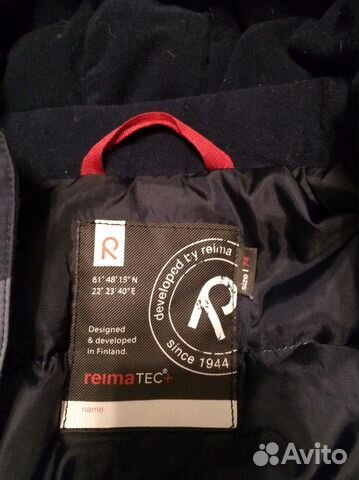 R
61° 48' 15" N
22° 23' 40" E
Designed
& developed
in Finland.
reimaTEC®+
name:
developed by reima
R
since 1944
size | 74
Avito